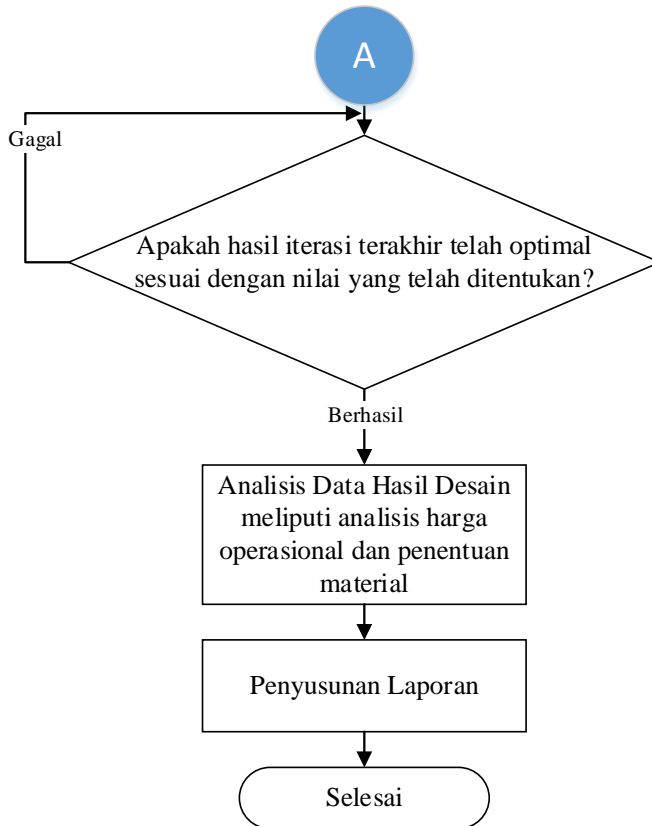 A
Gagal
Apakah hasil iterasi terakhir telah optimal
sesuai dengan nilai yang telah ditentukan?
Berhasil
Analisis Data Hasil Desain
meliputi analisis harga
operasional dan penentuan
material
Penyusunan Laporan
Selesai